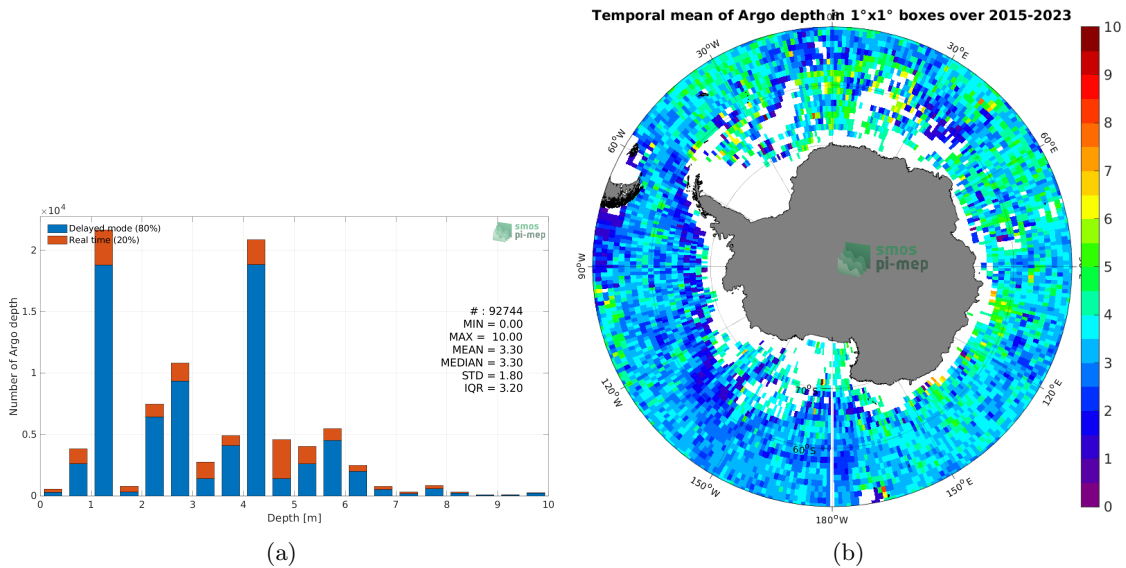 Temporal mean of Argo depth in 1°x1° boxes over 2015-2023
×10⁴
2
1.5
1
0.5
0
Number of Argo depth
Delayed mode (80%)
Real time (20%)
smos
pi-mep
# : 92744
MIN = 0.00
MAX = 10.00
MEAN = 3.30
MEDIAN = 3.30
STD = 1.80
IQR = 3.20
0 1 2 3 4 5 6 7 8 9 10
Depth [m]
(a)
30°W
30°E
60°W
60°E
90°W
smos
pi-mep
120°W
120°E
70°S
60°S
150°W
150°E
180°W
10
9
8
7
6
5
4
3
2
1
0
(b)